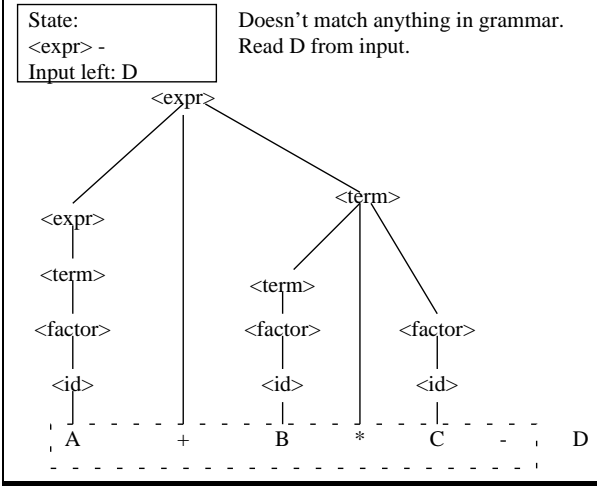 State:
<expr> -
Input left: D
Doesn't match anything in grammar.
Read D from input.
<expr>
<term>
<expr>
<term>
<term>
<factor>
<factor>
<factor>
<id>
<id>
<id>
A + B * C - D